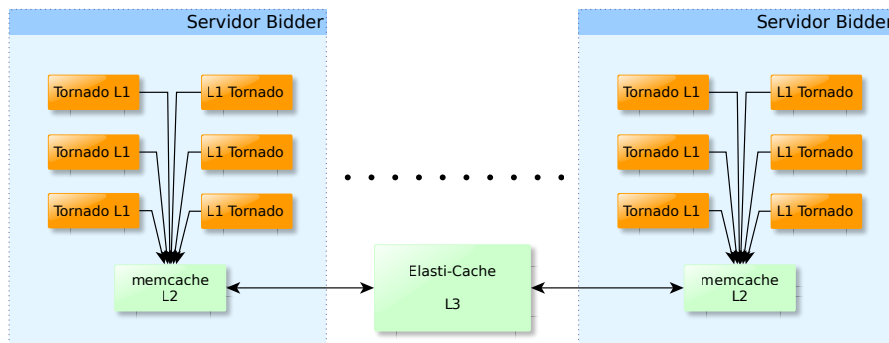 Servidor Bidder
Tornado L1
L1 Tornado
Tornado L1
L1 Tornado
Tornado L1
L1 Tornado
memcache
L2
Elasti-Cache
L3
Servidor Bidder
Tornado L1
L1 Tornado
Tornado L1
L1 Tornado
Tornado L1
L1 Tornado
memcache
L2